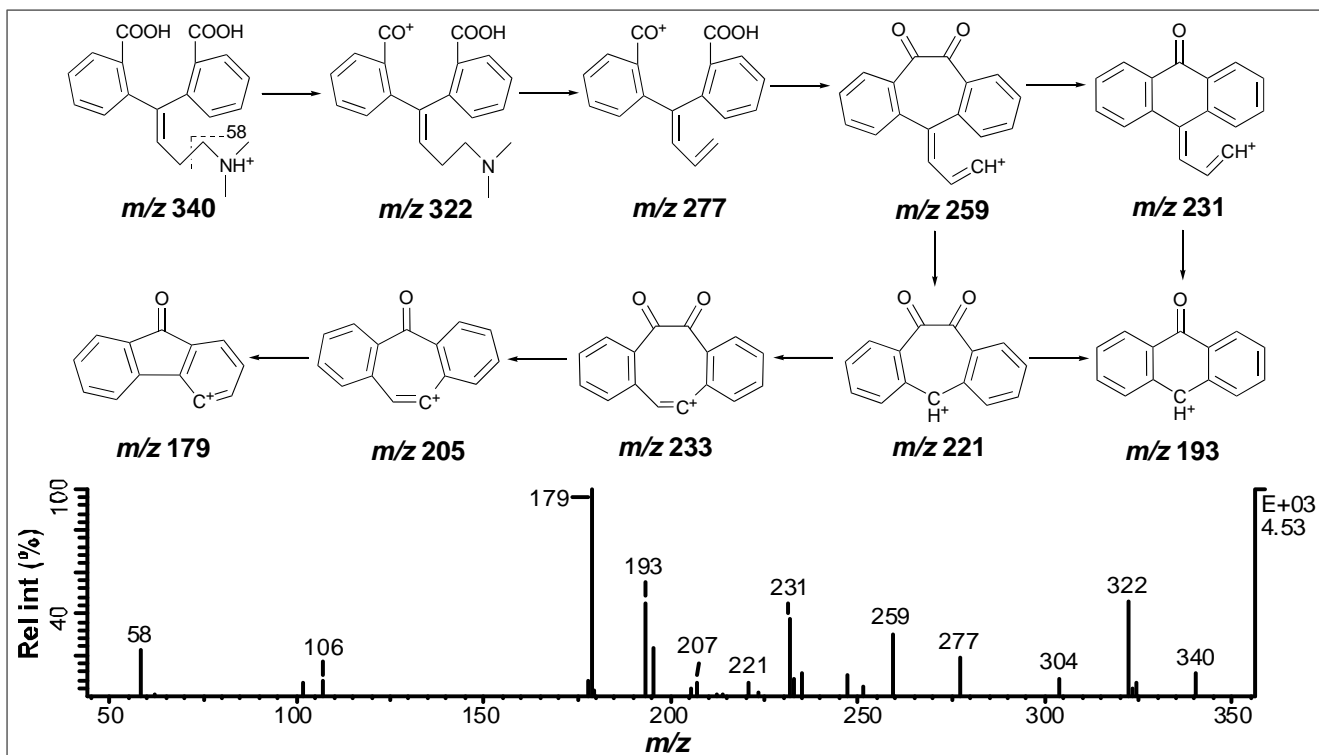 COOH COOH CO⁺ COOH CO⁺ COOH O O O
58
NH⁺ N CH⁺ CH⁺
m/z 340 m/z 322 m/z 277 m/z 259 m/z 231
O O O O O O O
C⁺ C⁺ C⁺ C H ⁺ C H ⁺
m/z 179 m/z 205 m/z 233 m/z 221 m/z 193
100 179 E+03
4.53
193 231 322
Rel int (%) 40 58 106 207 221 259 277 304 340
50 100 150 200 250 300 350
m/z